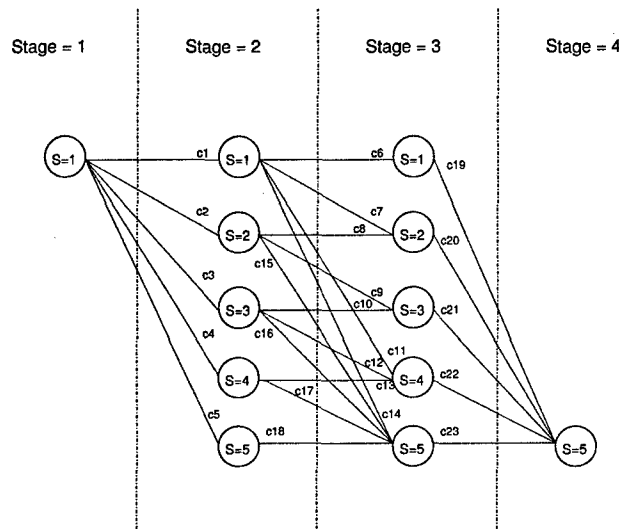 Stage = 1
Stage = 2
Stage = 3
Stage = 4
S=1
c1
S=1
c6
S=1
c19
c2
c7
S=2
c8
S=2
c20
c15
c3
c9
S=3
c10
S=3
c21
c4
c16
c11
c12
S=4
c17
c13
S=4
c22
c5
c14
c18
S=5
c23
S=5
S=5